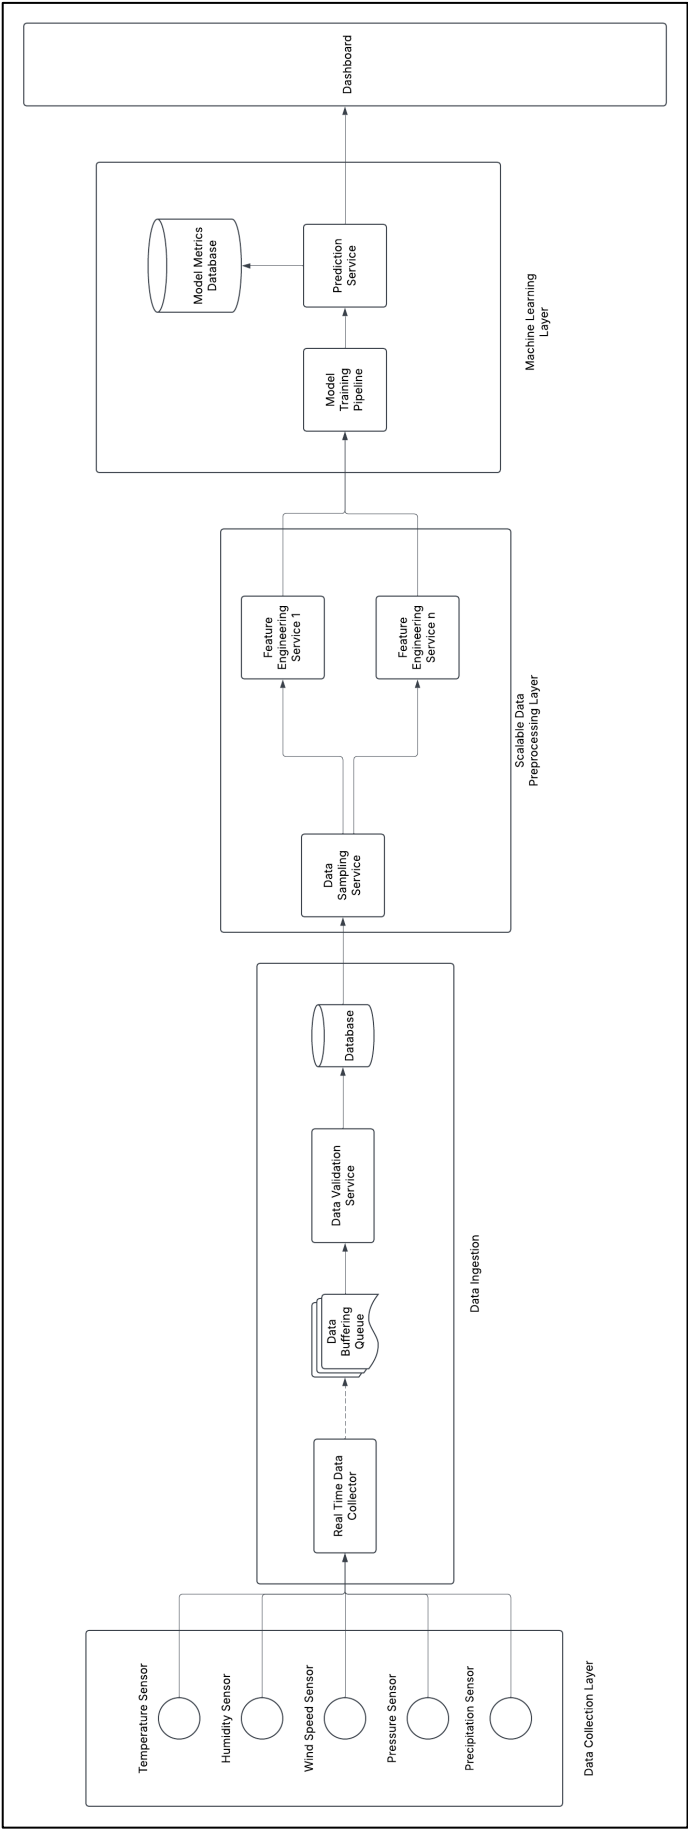 Temperature Sensor
Humidity Sensor
Wind Speed Sensor
Pressure Sensor
Precipitation Sensor
Data Collection Layer
Real Time Data
Collector
Data
Buffering
Queue
Data Validation
Service
Database
Data Ingestion
Data
Sampling
Service
Feature
Engineering
Service 1
Feature
Engineering
Service n
Scalable Data
Preprocessing Layer
Model
Training
Pipeline
Prediction
Service
Model Metrics
Database
Machine Learning
Layer
Dashboard